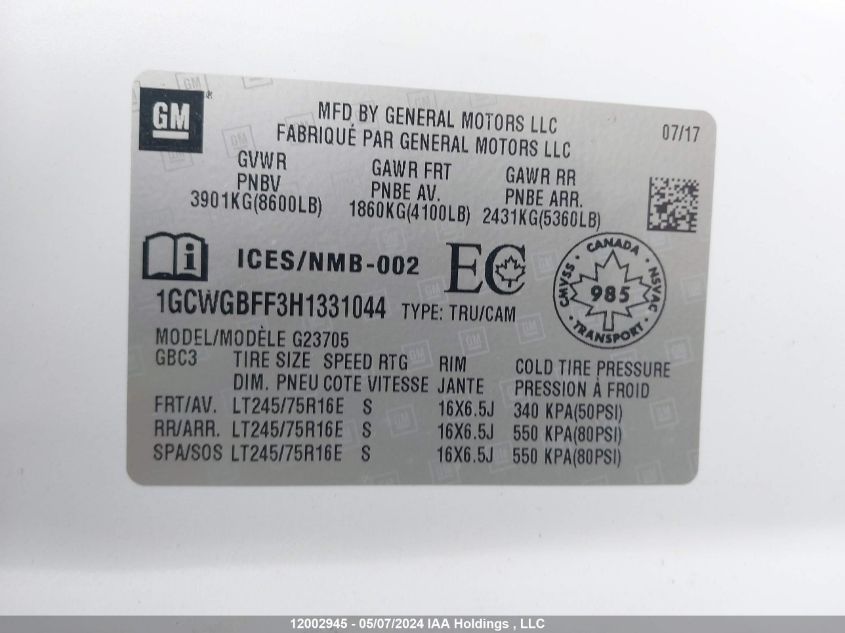 GM
MFD BY GENERAL MOTORS LLC
FABRIQUÉ PAR GENERAL MOTORS LLC
07/17
GVWR GAWR FRT GAWR RR
PNBV PNBE AV. PNBE ARR.
3901KG(8600LB) 1860KG(4100LB) 2431KG(5360LB)
i ICES/NMB-002 EC
CANADA
CMVSS 985 NSVAC
TRANSPORT
1GCWGBFF3H1331044 TYPE: TRU/CAM
MODEL/MODÈLE G23705
GBC3 TIRE SIZE SPEED RTG RIM COLD TIRE PRESSURE
DIM. PNEU COTE VITESSE JANTE PRESSION À FROID
FRT/AV. LT245/75R16E S 16X6.5J 340 KPA(50PSI)
RR/ARR. LT245/75R16E S 16X6.5J 550 KPA(80PSI)
SPA/SOS LT245/75R16E S 16X6.5J 550 KPA(80PSI)
12002945 - 05/07/2024 IAA Holdings , LLC